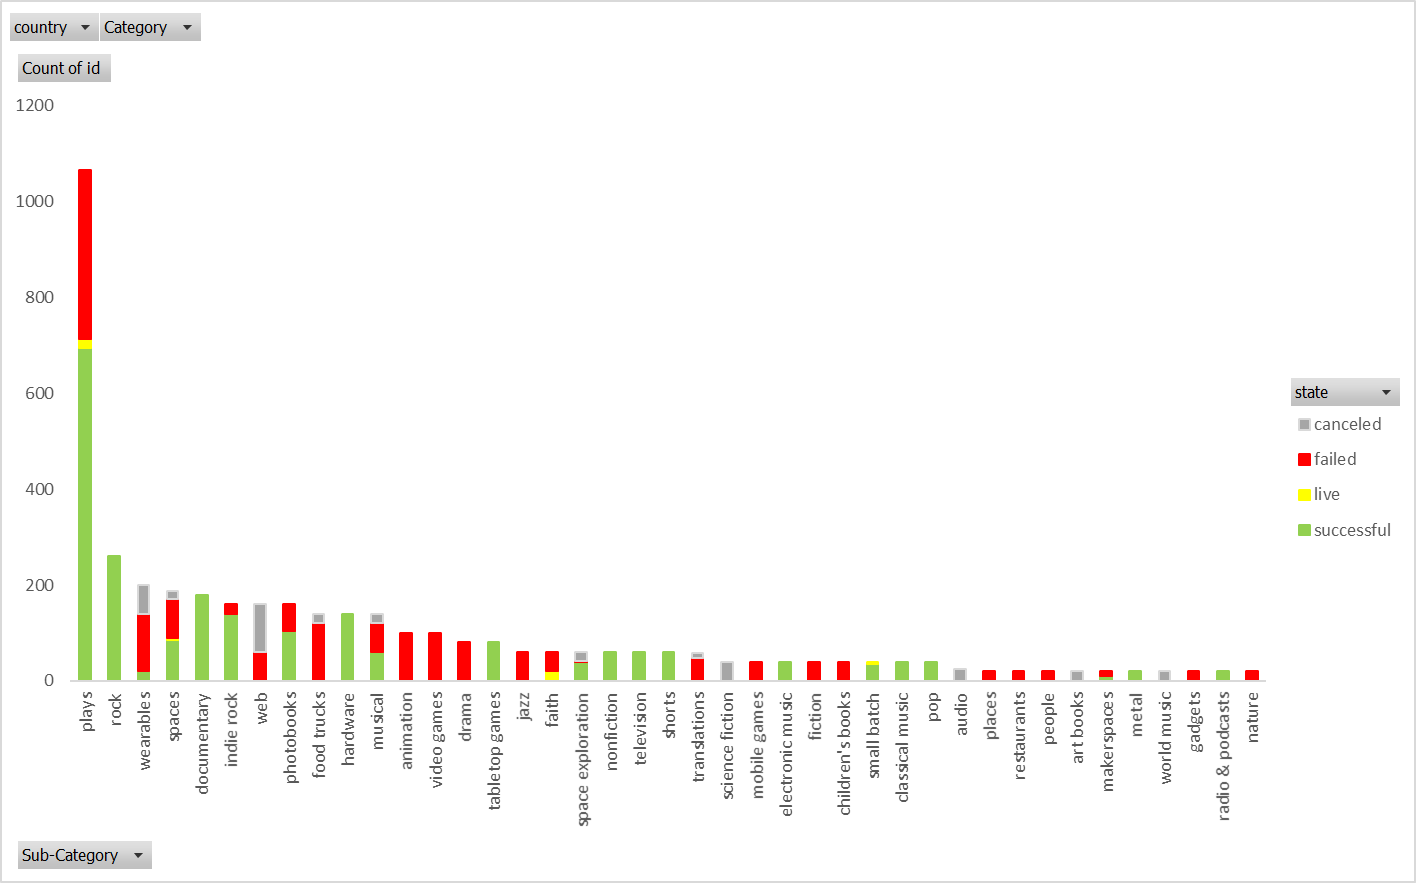 country
Category
Count of id
1200
1000
800
600
400
200
0
plays
rock
wearables
spaces
documentary
indie rock
web
photobooks
food trucks
hardware
musical
animation
video games
drama
tabletop games
jazz
faith
space exploration
nonfiction
television
shorts
translations
science fiction
mobile games
electronic music
fiction
children's books
small batch
classical music
pop
audio
places
restaurants
people
art books
makerspaces
metal
world music
gadgets
radio & podcasts
nature
state
canceled
failed
live
successful
Sub-Category